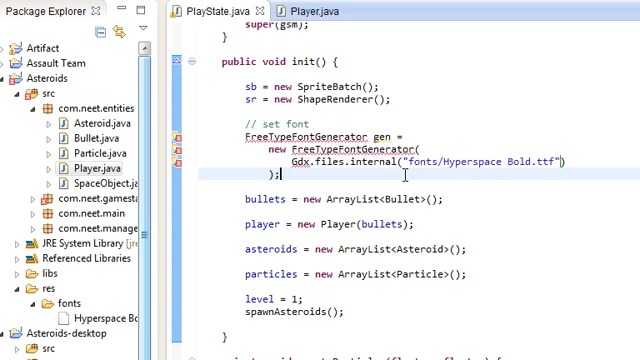 Package Explorer
Artifact
Assault Team
Asteroids
src
com.neet.entities
Asteroid.java
Bullet.java
Particle.java
Player.java
SpaceObject.j
com.neet.gamesta
com.neet.main
com.neet.manage
JRE System Library [
Referenced Libraries
libs
res
fonts
Hyperspace Bo
Asteroids-desktop
src
PlayState.java
Player.java
super(gsm);
}
public void init() {
sb = new SpriteBatch();
sr = new ShapeRenderer();
// set font
FreeTypeFontGenerator gen =
new FreeTypeFontGenerator(
Gdx.files.internal("fonts/Hyperspace Bold.ttf")
);
bullets = new ArrayList<Bullet>();
player = new Player(bullets);
asteroids = new ArrayList<Asteroid>();
particles = new ArrayList<Particle>();
level = 1;
spawnAsteroids();
}